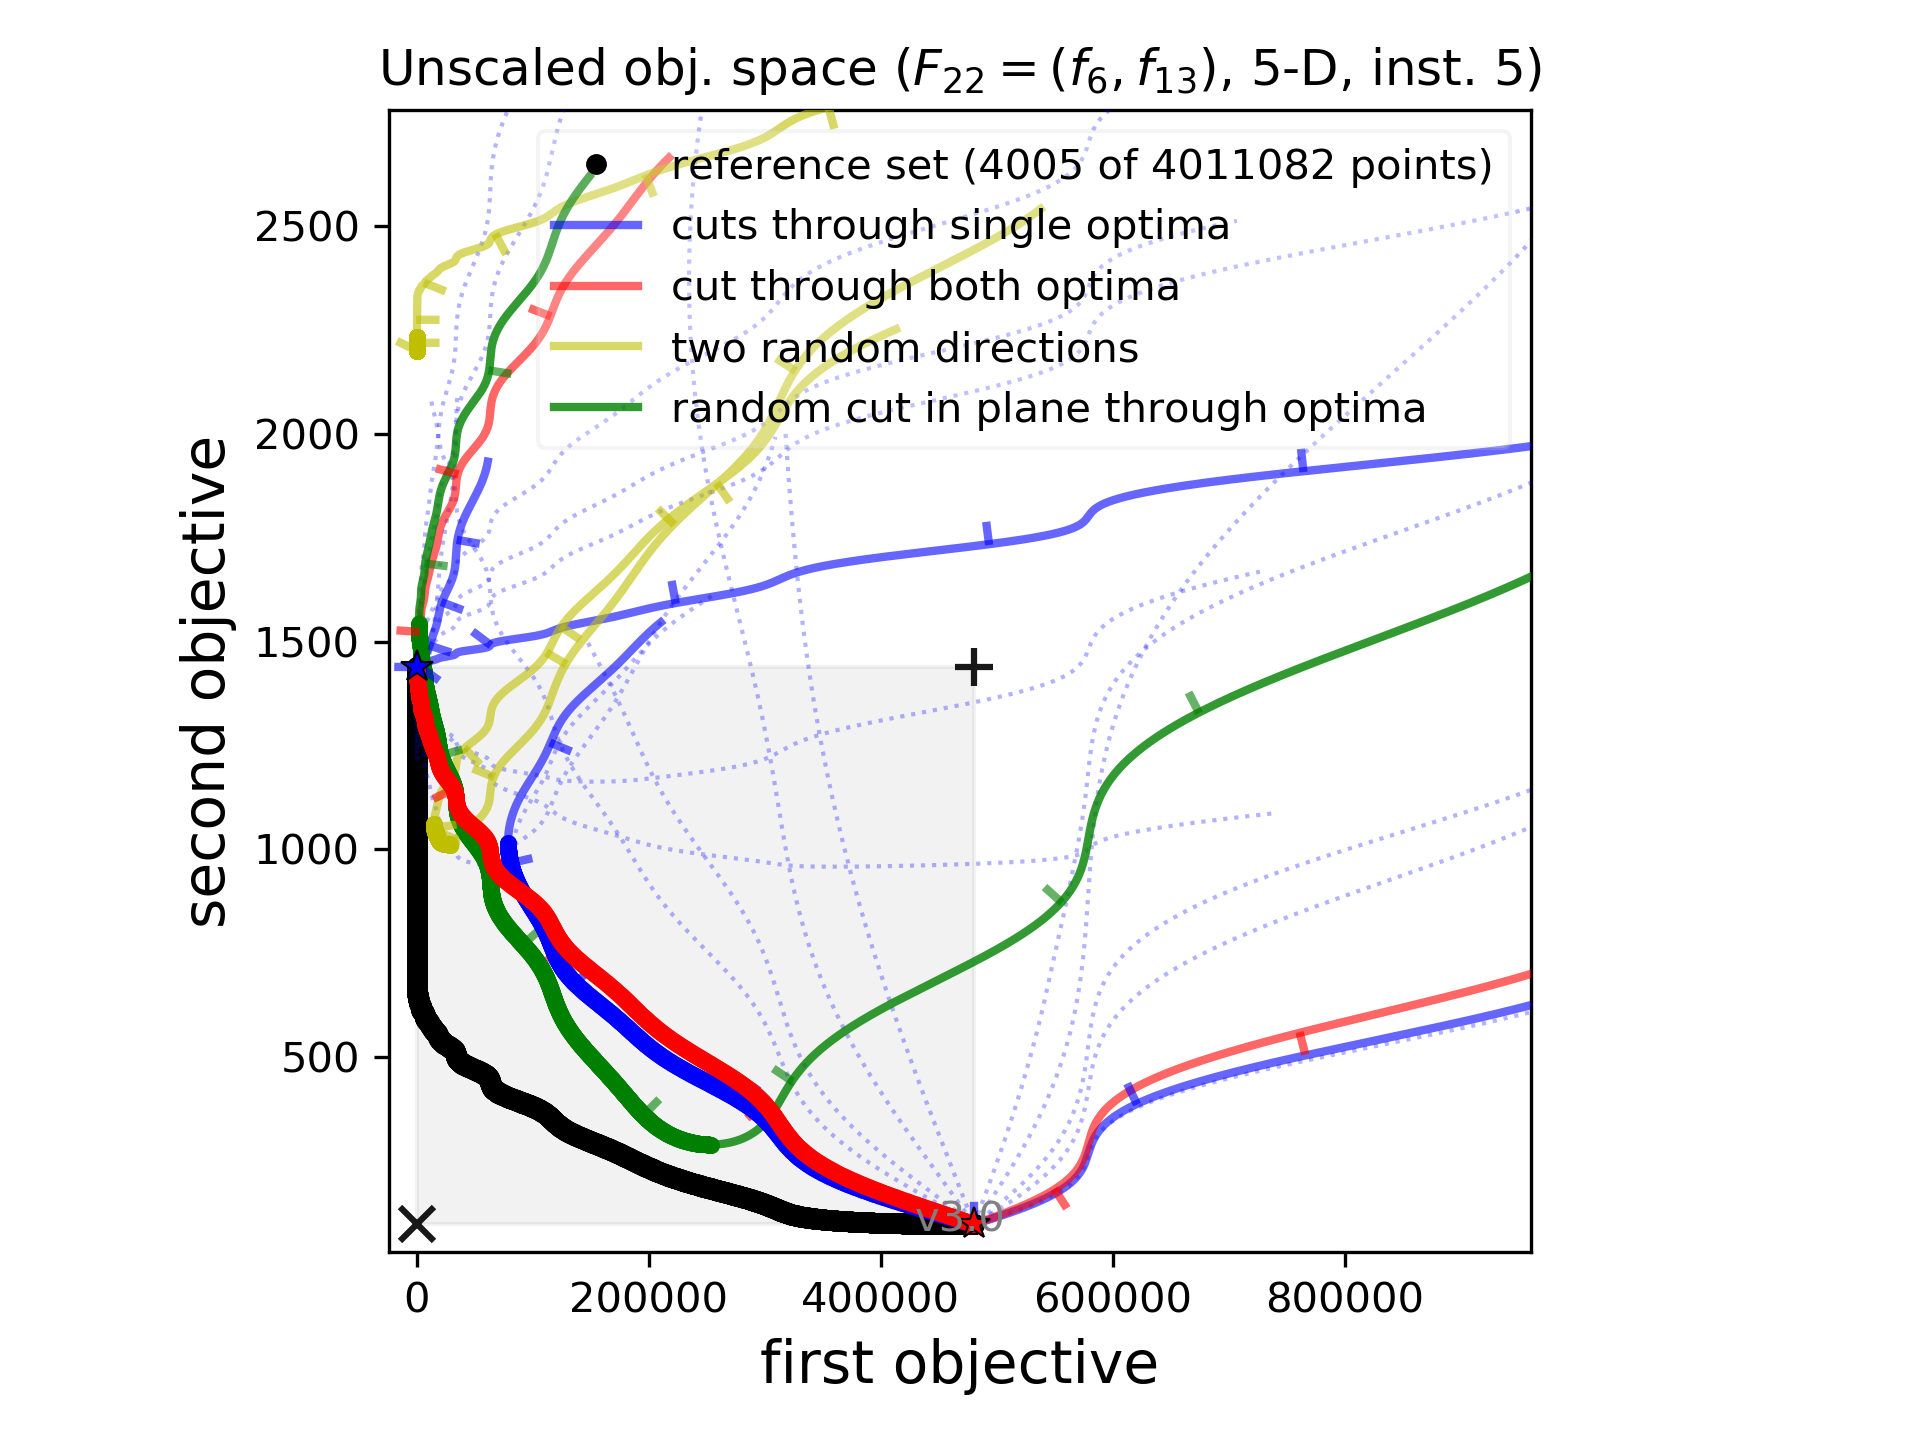 Unscaled obj. space (F₂₂ = (f₆, f₁₃), 5-D, inst. 5)
reference set (4005 of 4011082 points)
cuts through single optima
cut through both optima
two random directions
random cut in plane through optima
second objective
2500
2000
1500
1000
500
v3.0
0 200000 400000 600000 800000
first objective